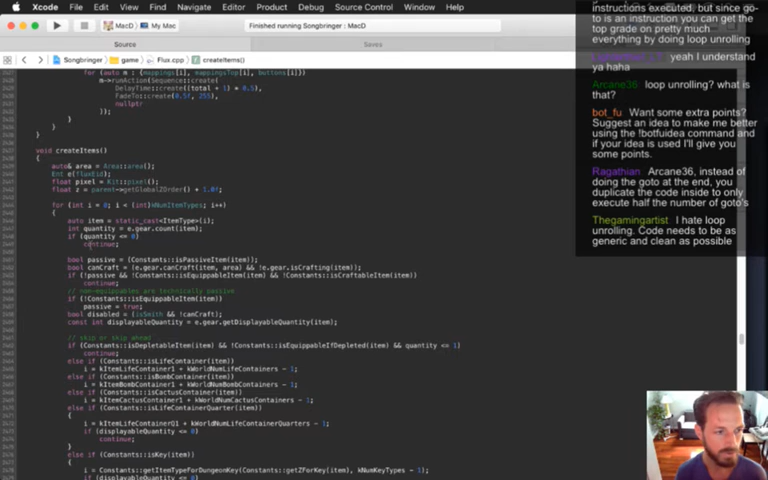 Xcode File Edit View Find Navigate Editor Product Debug Source Control Window Help
MacD My Mac
Finished running Songbringer : MacD
Source
Saves
Songbringer game Flux.cpp createItems()
for (auto m : {mappings[i], mappingsTop[i], buttons[i]})
m->runAction(Sequence::create(
DelayTime::create((total + 1) * 0.5),
FadeTo::create(0.5f, 255),
nullptr
));
}
}
}
void createItems()
{
auto& area = Area::area();
float pixel = Kit::pixel();
float z = parent->getGlobalZOrder() + 1.0f;
for (int i = 0; i < (int)kNumItemTypes; i++)
{
auto item = static_cast<ItemType>(i);
int quantity = e.gear.count(item);
if (quantity <= 0)
continue;
bool passive = (Constants::isPassiveItem(item));
bool canCraft = (e.gear.canCraft(item, area) && !e.gear.isCrafting(item));
if (!passive && !Constants::isEquippableItem(item) && !Constants::isCraftableItem(item))
continue;
// non-equippables are technically passive
if (!Constants::isEquippableItem(item))
passive = true;
bool disabled = (isSmith && !canCraft);
const int displayableQuantity = e.gear.getDisplayableQuantity(item);
// skip or skip ahead
if (Constants::isDepletableItem(item) && !Constants::isEquippableIfDepleted(item) && quantity <= 1)
continue;
else if (Constants::isLifeContainer(item))
i = kItemLifeContainer1 + kWorldNumLifeContainers - 1;
else if (Constants::isBombContainer(item))
i = kItemBombContainer1 + kWorldNumBombContainers - 1;
else if (Constants::isCactusContainer(item))
i = kItemCactusContainer1 + kWorldNumCactusContainers - 1;
else if (Constants::isLifeContainerQuarter(item))
{
i = kItemLifeContainerQ1 + kWorldNumLifeContainerQuarters - 1;
if (displayableQuantity <= 0)
continue;
}
else if (Constants::isKey(item))
{
i = Constants::getItemTypeForDungeonKey(Constants::getZForKey(item), kNumKeyTypes - 1);
if (displayableQuantity <= 0)
instructions executed, but since go-
to is an instruction you can get the
top grade on pretty much
everything by doing loop unrolling
yeah I understand
ya haha
Arcane36 loop unrolling? what is
that?
bot_fu Want some extra points?
Suggest an idea to make me better
using the !botfuidea command and
if your idea is used I'll give you
some points.
Ragathian Arcane36, instead of
doing the goto at the end, you
duplicate the code inside to only
execute half the number of goto's
Thegamingartist I hate loop
unrolling. Code needs to be as
generic and clean as possible